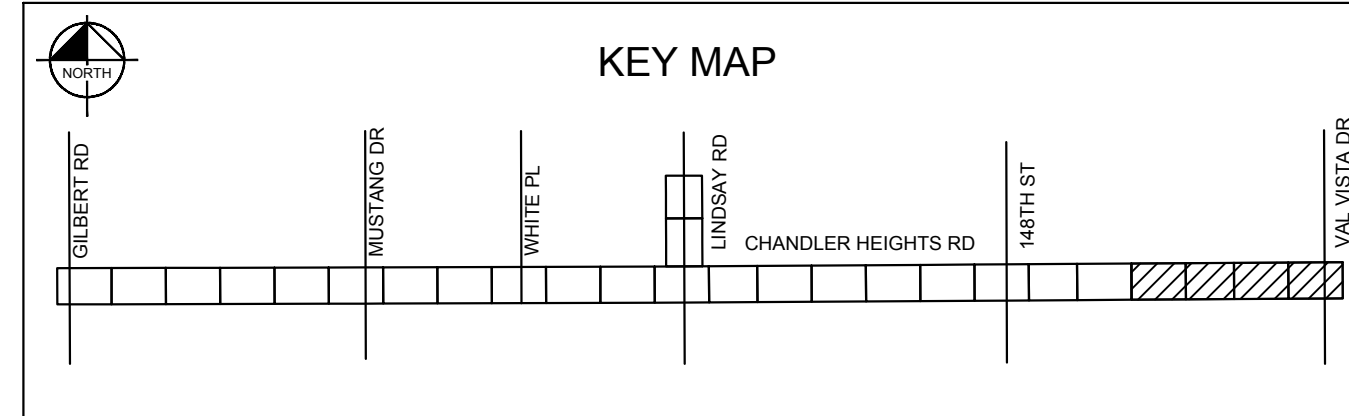 NORTH
KEY MAP
GILBERT RD
MUSTANG DR
WHITE PL
LINDSAY RD
CHANDLER HEIGHTS RD
148TH ST
VAL VISTA DR